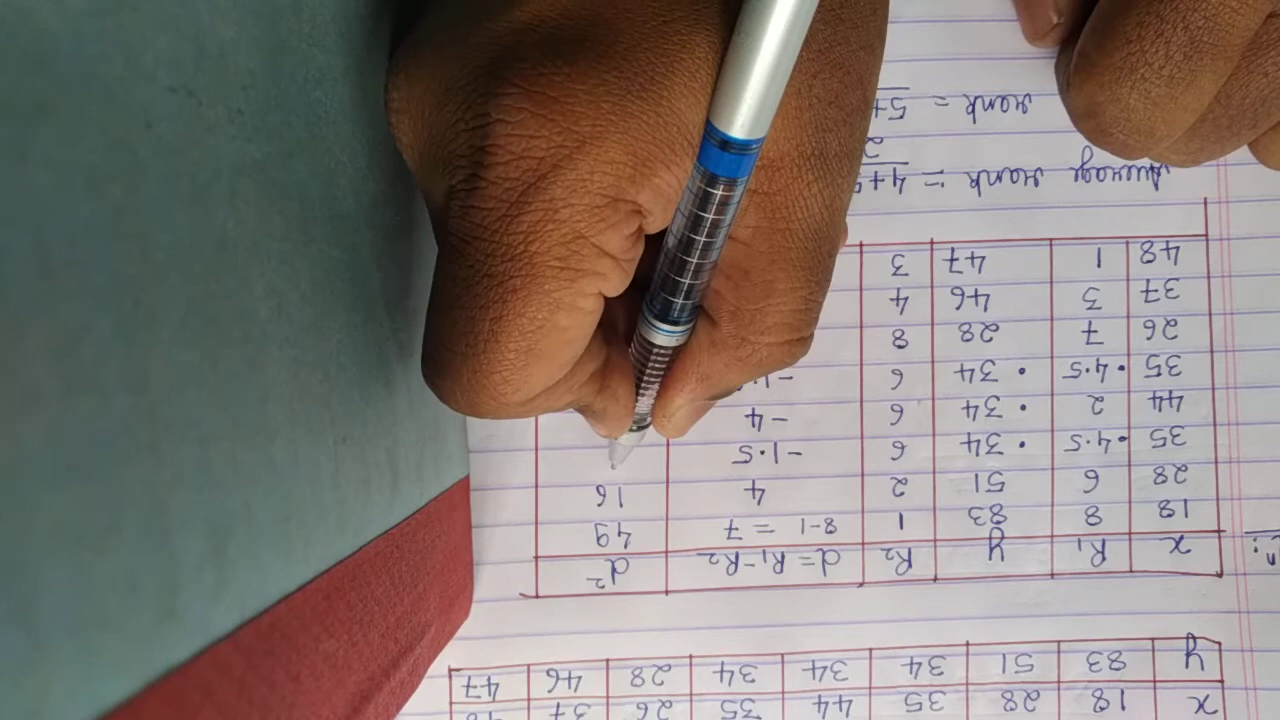 x 18 28 35 44 35 26 37
y 83 51 34 34 34 28 46 47
n:
x R₁ y R₂ d=R₁-R₂ d²
18 8 83 1 8-1 = 7 49
28 6 51 2 4 16
35 •4.5 • 34 6 -1.5
44 2 • 34 6 -4
35 •4.5 • 34 6
26 7 28 8
37 3 46 4
48 1 47 3
Average rank = 4+
2
rank = 5+